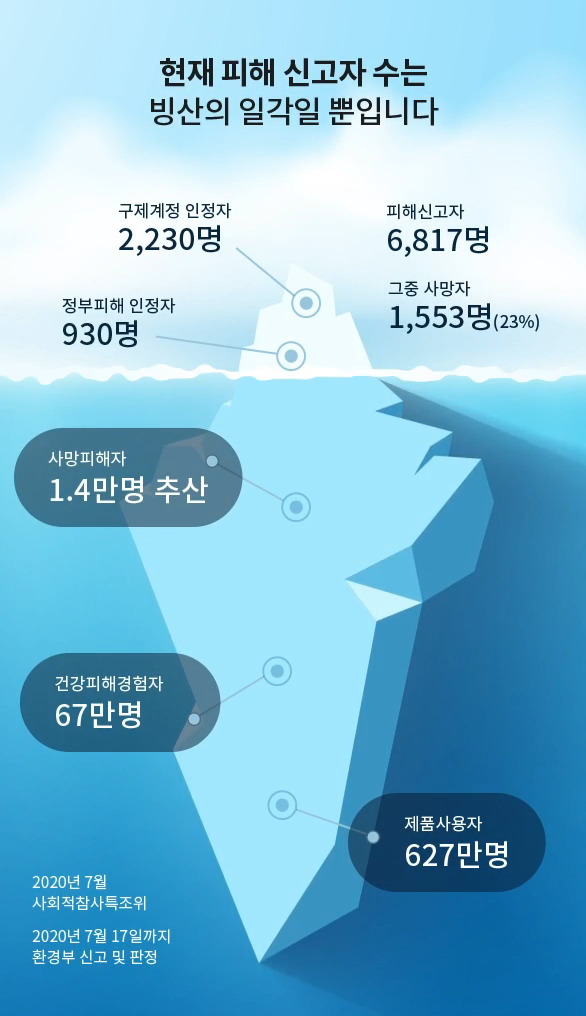 현재 피해 신고자 수는
빙산의 일각일 뿐입니다
구제계정 인정자
2,230명
피해신고자
6,817명
정부피해 인정자
930명
그중 사망자
1,553명(23%)
사망피해자
1.4만명 추산
건강피해경험자
67만명
제품사용자
627만명
2020년 7월
사회적참사특조위
2020년 7월 17일까지
환경부 신고 및 판정